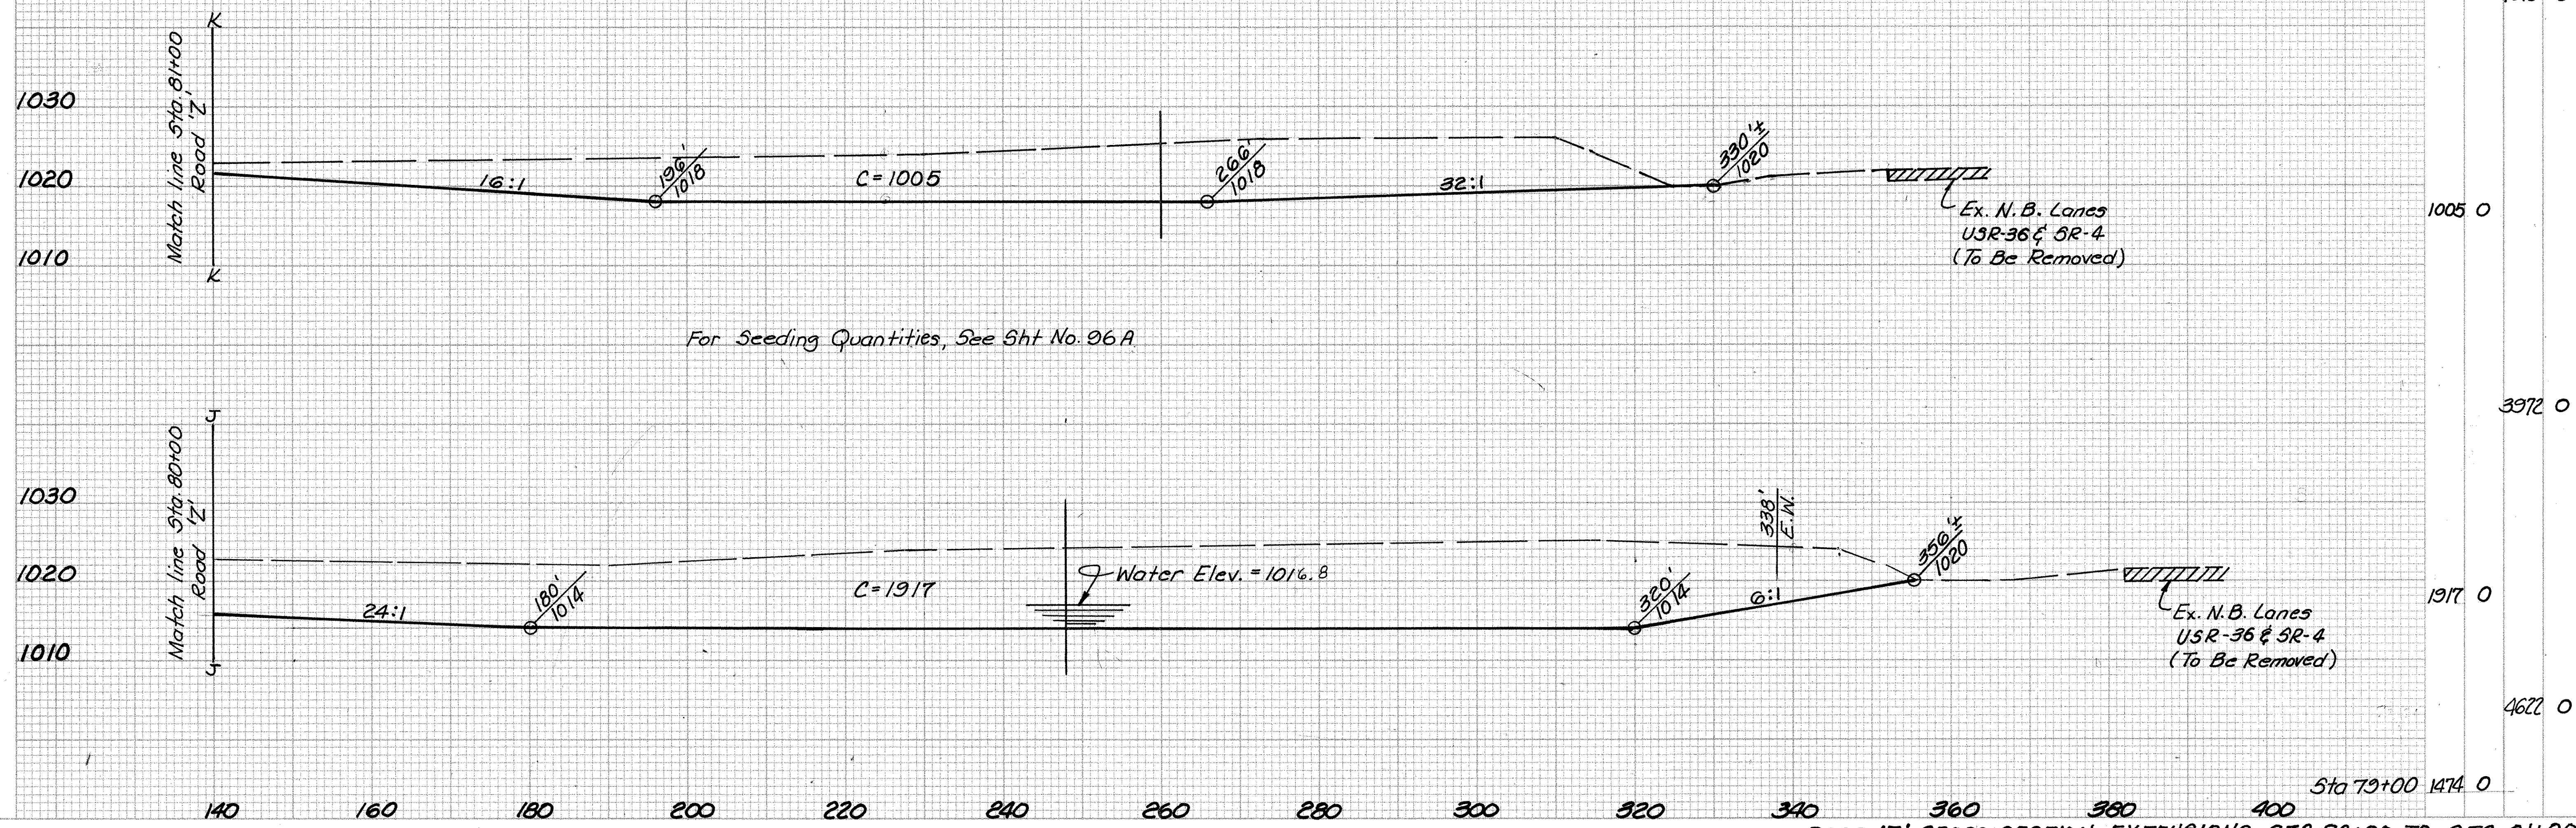 K
Match line Sta. 81+00
Road 'Z'
K
1030
1020
1010
16:1
196'
1018
C=1005
266'
1018
32:1
330'±
1020
Ex. N.B. Lanes
USR-36 & SR-4
(To Be Removed)
1005 0
For Seeding Quantities, See Sht No. 96A
3972 0
J
Match line Sta. 80+00
Road 'Z'
J
1030
1020
1010
24:1
180'
1014
C=1917
Water Elev. = 1016.8
320'
1014
338'
E.W.
6:1
356'±
1020
Ex. N.B. Lanes
USR-36 & SR-4
(To Be Removed)
1917 0
4622 0
Sta 79+00 1474 0
140 160 180 200 220 240 260 280 300 320 340 360 380 400